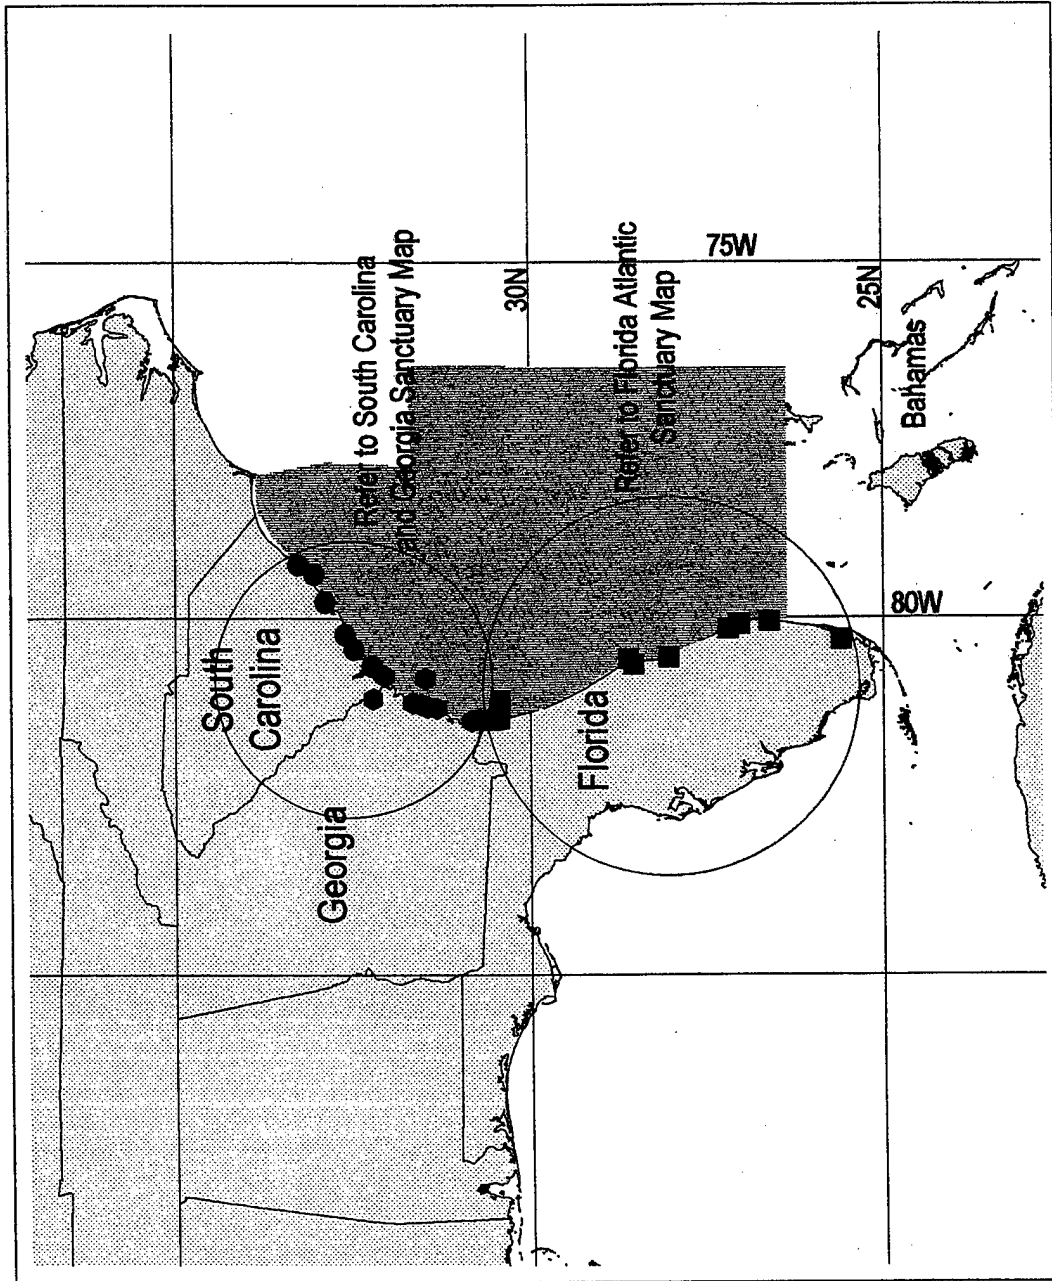 South
Carolina
Georgia
Refer to South Carolina
and Georgia Sanctuary Map
30N
75W
Florida
Refer to Florida Atlantic
Sanctuary Map
25N
80W
Bahamas